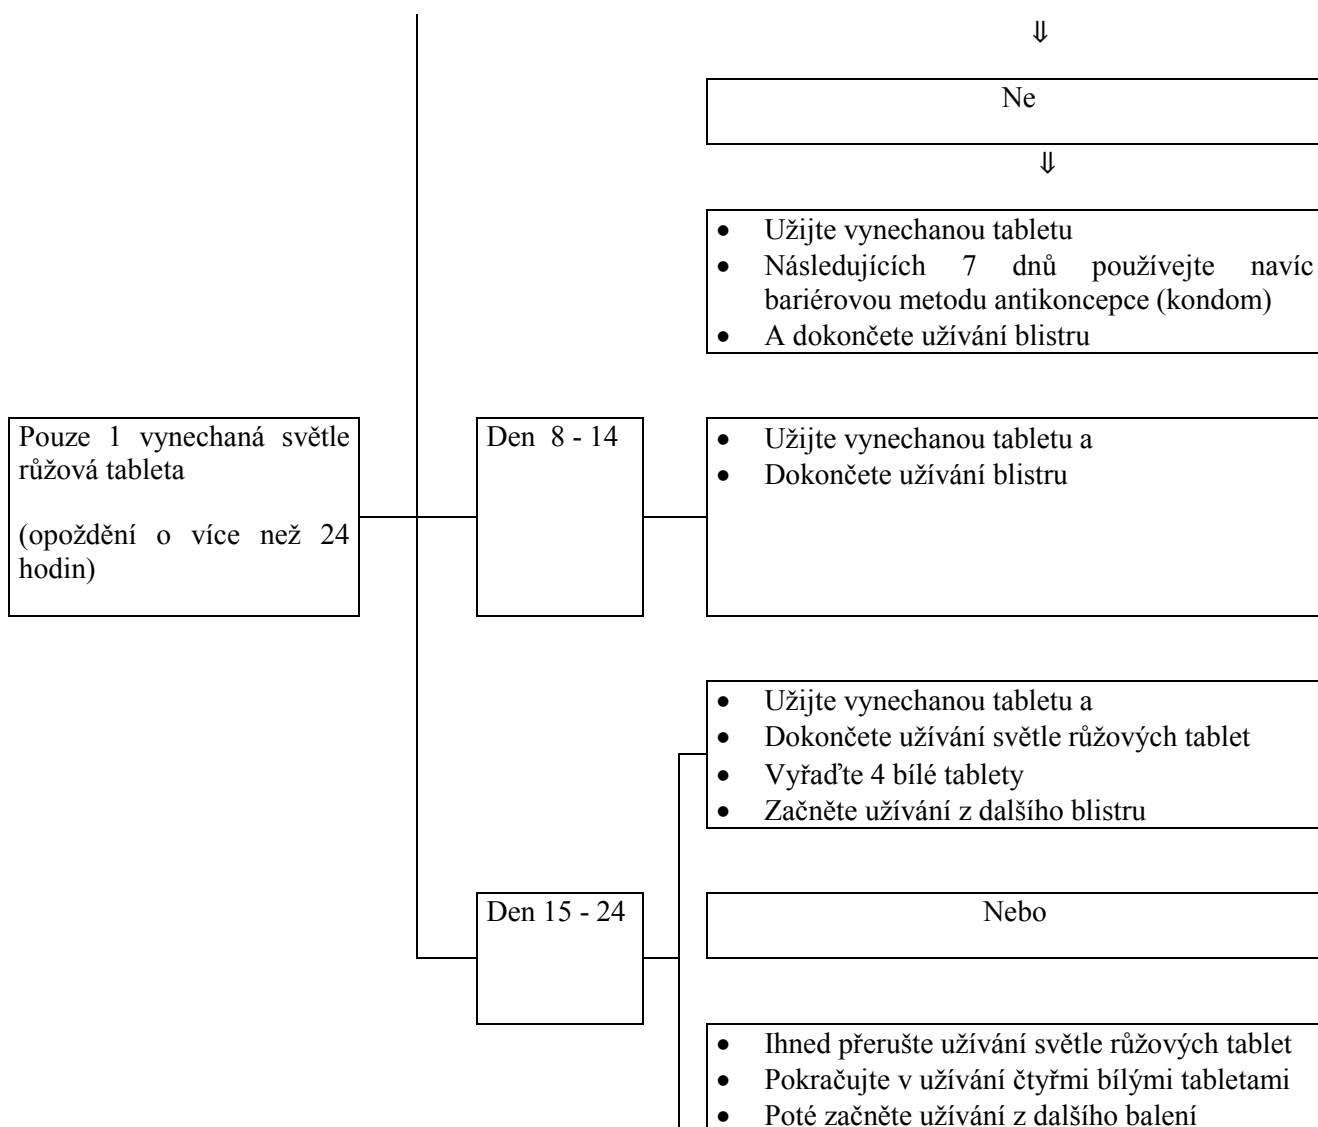 ⇓
Ne
⇓
• Užijte vynechanou tabletu
• Následujících 7 dnů používejte navíc
bariérovou metodu antikoncepce (kondom)
• A dokončete užívání blistru
Pouze 1 vynechaná světle
růžová tableta
(opoždění o více než 24
hodin)
Den 8 - 14
• Užijte vynechanou tabletu a
• Dokončete užívání blistru
• Užijte vynechanou tabletu a
• Dokončete užívání světle růžových tablet
• Vyřaďte 4 bílé tablety
• Začněte užívání z dalšího blistru
Den 15 - 24
Nebo
• Ihned přerušte užívání světle růžových tablet
• Pokračujte v užívání čtyřmi bílými tabletami
• Poté začněte užívání z dalšího balení